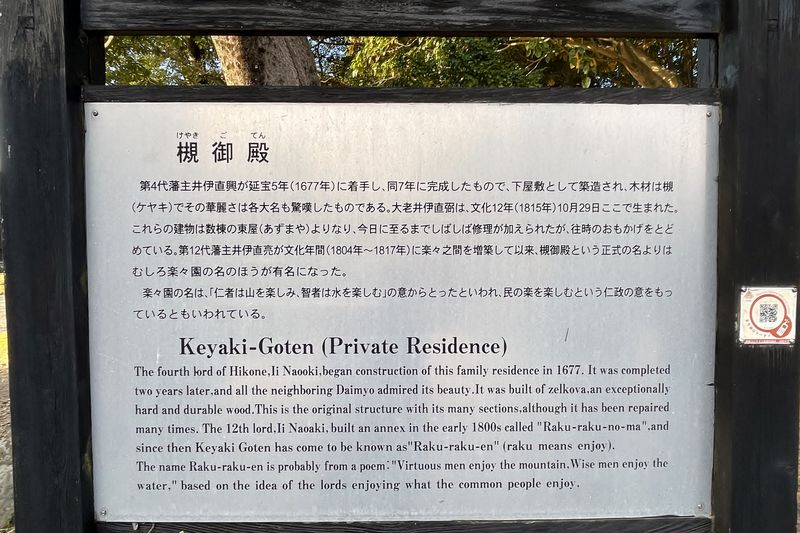 けやき ご てん
槻御殿
第4代藩主井伊直興が延宝5年(1677年)に着手し、同7年に完成したもので、下屋敷として築造され、木材は槻
(ケヤキ)でその華麗さは各大名も驚嘆したものである。大老井伊直弼は、文化12年(1815年)10月29日ここで生まれた。
これらの建物は数棟の東屋(あずまや)よりなり、今日に至るまでしばしば修理が加えられたが、往時のおもかげをとど
めている。第12代藩主井伊直亮が文化年間(1804年〜1817年)に楽々之間を増築して以来、槻御殿という正式の名よりは
むしろ楽々園の名のほうが有名になった。
楽々園の名は、「仁者は山を楽しみ、智者は水を楽しむ」の意からとったといわれ、民の楽を楽しむという仁政の意をもっ
ているともいわれている。
Keyaki-Goten (Private Residence)
The fourth lord of Hikone,Ii Naooki,began construction of this family residence in 1677. It was completed
two years later,and all the neighboring Daimyo admired its beauty.It was built of zelkova,an exceptionally
hard and durable wood.This is the original structure with its many sections,although it has been repaired
many times. The 12th lord,Ii Naoaki, built an annex in the early 1800s called "Raku-raku-no-ma",and
since then Keyaki Goten has come to be known as"Raku-raku-en" (raku means enjoy).
The name Raku-raku-en is probably from a poem:"Virtuous men enjoy the mountain,Wise men enjoy the
water," based on the idea of the lords enjoying what the common people enjoy.